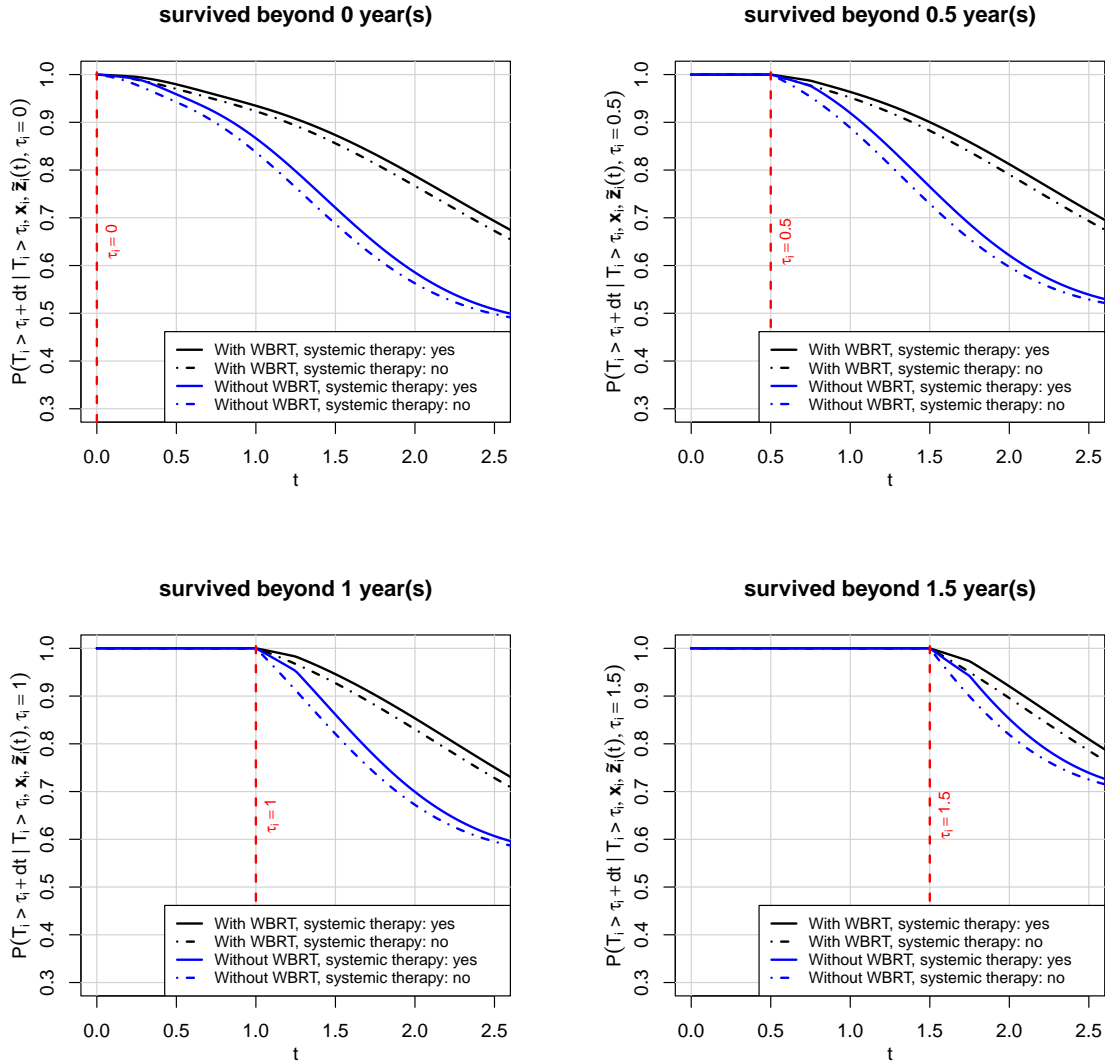 survived beyond 0 year(s)
P(Tᵢ > τᵢ + dt | Tᵢ > τᵢ, xᵢ, z̃ᵢ(t), τᵢ = 0)
1.0
0.9
0.8
0.7
0.6
0.5
0.4
0.3
τᵢ = 0
With WBRT, systemic therapy: yes
With WBRT, systemic therapy: no
Without WBRT, systemic therapy: yes
Without WBRT, systemic therapy: no
0.0 0.5 1.0 1.5 2.0 2.5
t
survived beyond 0.5 year(s)
P(Tᵢ > τᵢ + dt | Tᵢ > τᵢ, xᵢ, z̃ᵢ(t), τᵢ = 0.5)
1.0
0.9
0.8
0.7
0.6
0.5
0.4
0.3
τᵢ = 0.5
With WBRT, systemic therapy: yes
With WBRT, systemic therapy: no
Without WBRT, systemic therapy: yes
Without WBRT, systemic therapy: no
0.0 0.5 1.0 1.5 2.0 2.5
t
survived beyond 1 year(s)
P(Tᵢ > τᵢ + dt | Tᵢ > τᵢ, xᵢ, z̃ᵢ(t), τᵢ = 1)
1.0
0.9
0.8
0.7
0.6
0.5
0.4
0.3
τᵢ = 1
With WBRT, systemic therapy: yes
With WBRT, systemic therapy: no
Without WBRT, systemic therapy: yes
Without WBRT, systemic therapy: no
0.0 0.5 1.0 1.5 2.0 2.5
t
survived beyond 1.5 year(s)
P(Tᵢ > τᵢ + dt | Tᵢ > τᵢ, xᵢ, z̃ᵢ(t), τᵢ = 1.5)
1.0
0.9
0.8
0.7
0.6
0.5
0.4
0.3
τᵢ = 1.5
With WBRT, systemic therapy: yes
With WBRT, systemic therapy: no
Without WBRT, systemic therapy: yes
Without WBRT, systemic therapy: no
0.0 0.5 1.0 1.5 2.0 2.5
t